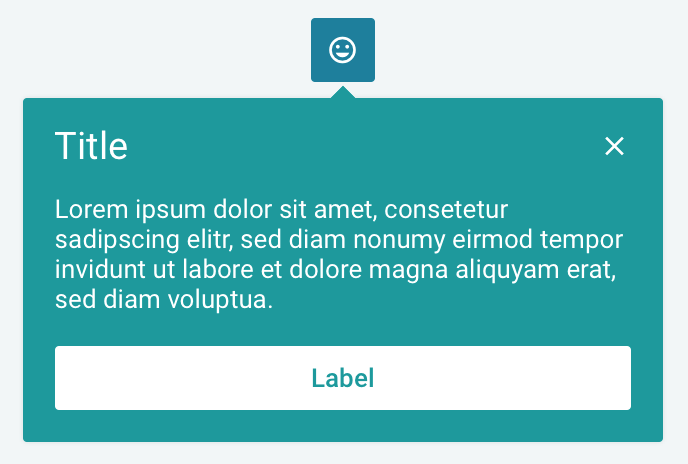 Title
Lorem ipsum dolor sit amet, consetetur
sadipscing elitr, sed diam nonumy eirmod tempor
invidunt ut labore et dolore magna aliquyam erat,
sed diam voluptua.
Label